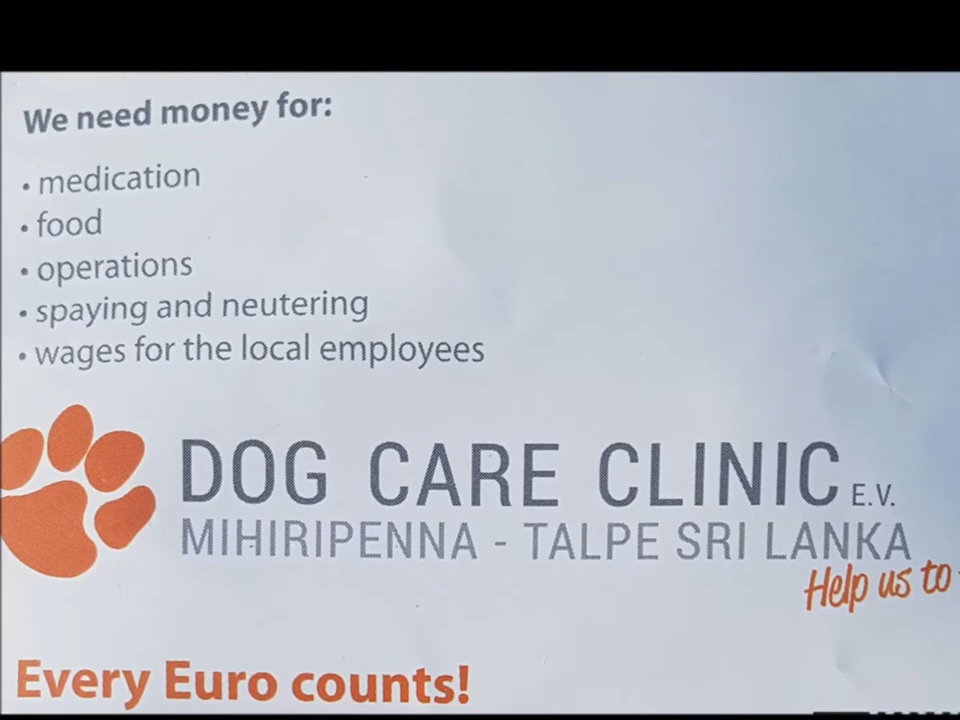 We need money for:
• medication
• food
• operations
• spaying and neutering
• wages for the local employees
DOG CARE CLINIC E.V.
MIHIRIPENNA - TALPE SRI LANKA
Help us to
Every Euro counts!